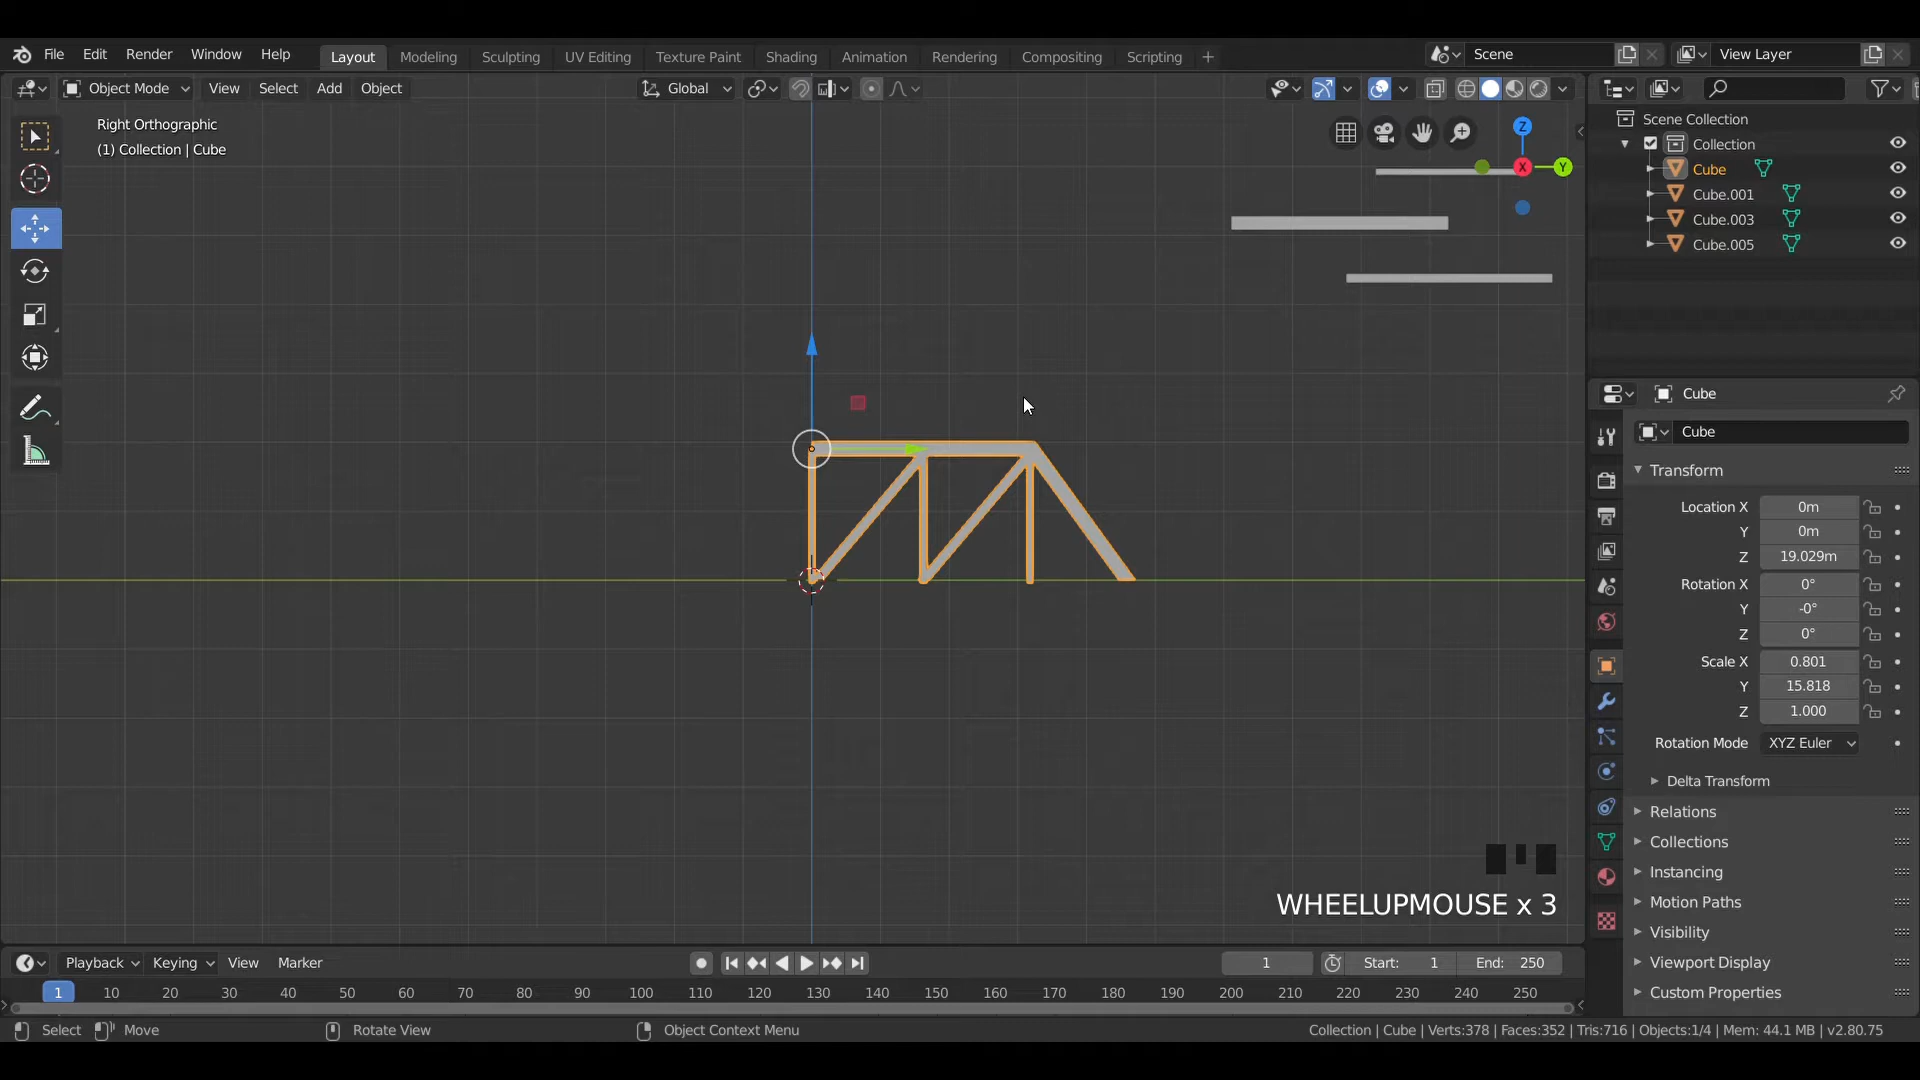 File Edit Render Window Help Layout Modeling Sculpting UV Editing Texture Paint Shading Animation Rendering Compositing Scripting + Scene View Layer
Object Mode View Select Add Object Global
Right Orthographic
(1) Collection | Cube
Z
X
Y
Scene Collection
Collection
Cube
Cube.001
Cube.003
Cube.005
Cube
Cube
Transform
Location X 0m
Y 0m
Z 19.029m
Rotation X 0°
Y -0°
Z 0°
Scale X 0.801
Y 15.818
Z 1.000
Rotation Mode XYZ Euler
Delta Transform
Relations
Collections
Instancing
Motion Paths
Visibility
Viewport Display
Custom Properties
WHEELUPMOUSE x 3
Playback Keying View Marker 1 Start: 1 End: 250
1 10 20 30 40 50 60 70 80 90 100 110 120 130 140 150 160 170 180 190 200 210 220 230 240 250
Select Move Rotate View Object Context Menu Collection | Cube | Verts:378 | Faces:352 | Tris:716 | Objects:1/4 | Mem: 44.1 MB | v2.80.75